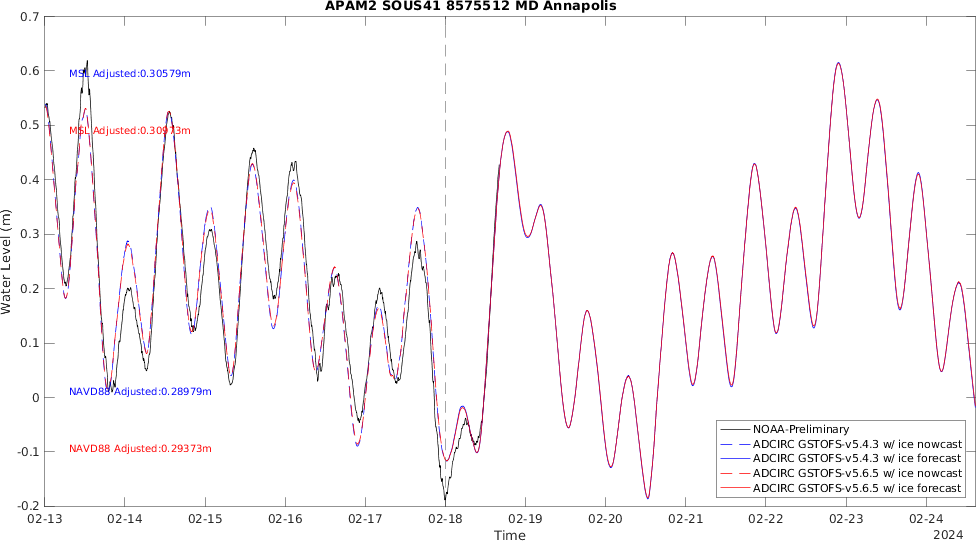 APAM2 SOUS41 8575512 MD Annapolis
0.7
0.6
0.5
0.4
0.3
0.2
0.1
0
-0.1
-0.2
Water Level (m)
MSL Adjusted:0.30579m
MSL Adjusted:0.30973m
NAVD88 Adjusted:0.28979m
NAVD88 Adjusted:0.29373m
NOAA-Preliminary
ADCIRC GSTOFS-v5.4.3 w/ ice nowcast
ADCIRC GSTOFS-v5.4.3 w/ ice forecast
ADCIRC GSTOFS-v5.6.5 w/ ice nowcast
ADCIRC GSTOFS-v5.6.5 w/ ice forecast
02-13 02-14 02-15 02-16 02-17 02-18 02-19 02-20 02-21 02-22 02-23 02-24
Time
2024